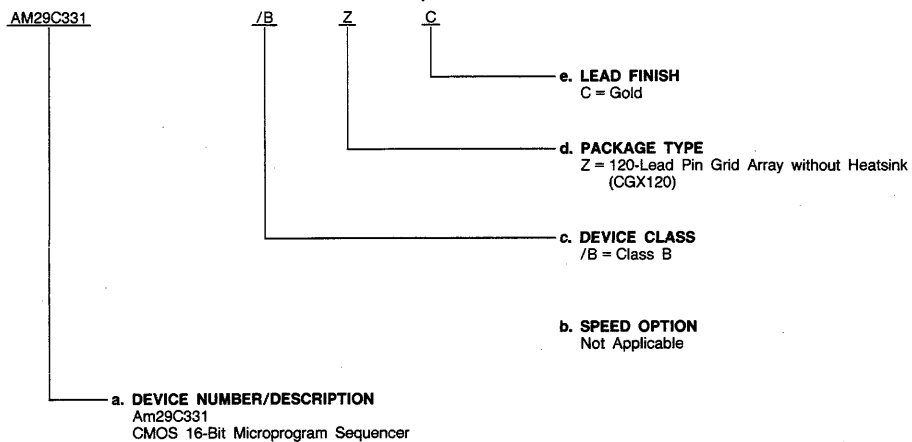 AM29C331 /B Z C
e. LEAD FINISH
C = Gold
d. PACKAGE TYPE
Z = 120-Lead Pin Grid Array without Heatsink
(CGX120)
c. DEVICE CLASS
/B = Class B
b. SPEED OPTION
Not Applicable
a. DEVICE NUMBER/DESCRIPTION
Am29C331
CMOS 16-Bit Microprogram Sequencer